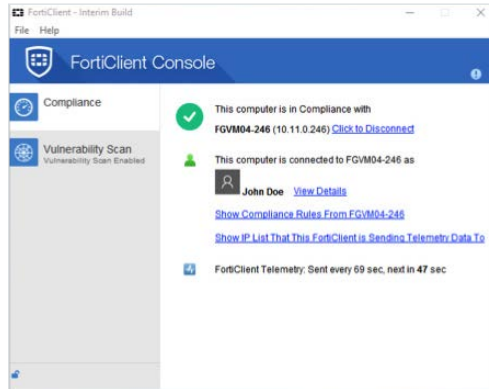 FortiClient - Interim Build
File Help
FortiClient Console
Compliance
Vulnerability Scan
Vulnerability Scan Enabled
This computer is in Compliance with
FGVM04-246 (10.11.0.246) Click to Disconnect
This computer is connected to FGVM04-246 as
John Doe View Details
Show Compliance Rules From FGVM04-246
Show IP List That This FortiClient is Sending Telemetry Data To
FortiClient Telemetry: Sent every 69 sec, next in 47 sec